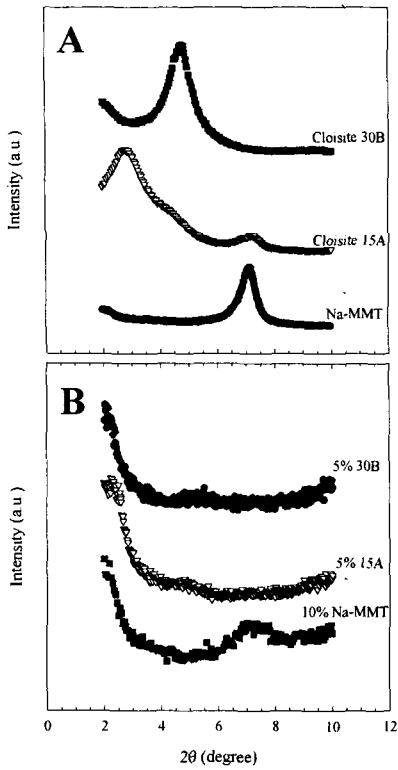 A
Cloisite 30B
Cloisite 15A
Na-MMT
Intensity (a.u)
B
5% 30B
5% 15A
10% Na-MMT
Intensity (a.u)
0 2 4 6 8 10 12
2θ (degree)